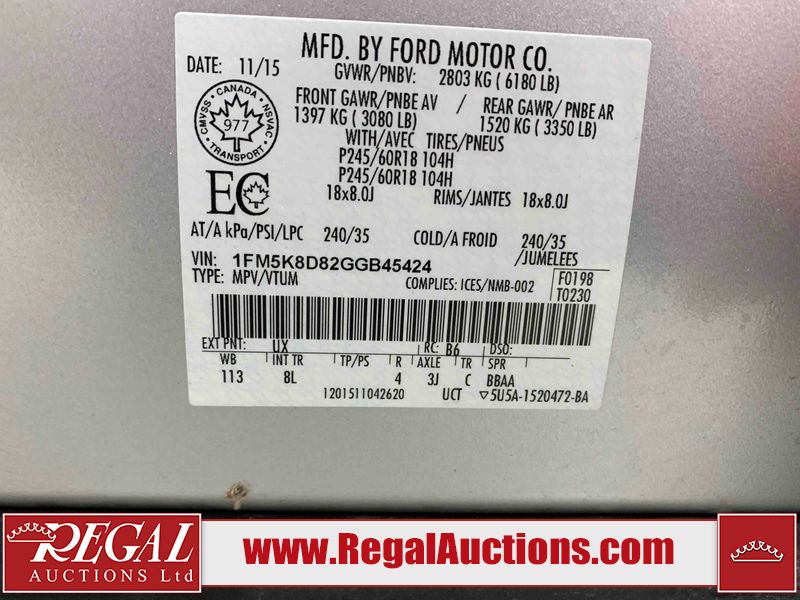 MFD. BY FORD MOTOR CO.
DATE: 11/15
GVWR/PNBV: 2803 KG ( 6180 LB)
FRONT GAWR/PNBE AV / REAR GAWR/ PNBE AR
1397 KG ( 3080 LB) 1520 KG ( 3350 LB)
WITH/AVEC TIRES/PNEUS
P245/60R18 104H
P245/60R18 104H
18x8.0J RIMS/JANTES 18x8.0J
CMVSS · CANADA · NSVAC
977
TRANSPORT
EC
AT/A kPa/PSI/LPC 240/35 COLD/A FROID 240/35
/JUMELEES
VIN: 1FM5K8D82GGB45424
TYPE: MPV/VTUM COMPLIES: ICES/NMB-002
F0198
T0230
EXT PNT: UX RC: B6 DSO:
WB INT TR TP/PS R AXLE TR SPR
113 8L 4 3J C BBAA
1201511042620 UCT ▽5U5A-1520472-BA
REGAL
AUCTIONS Ltd
www.RegalAuctions.com